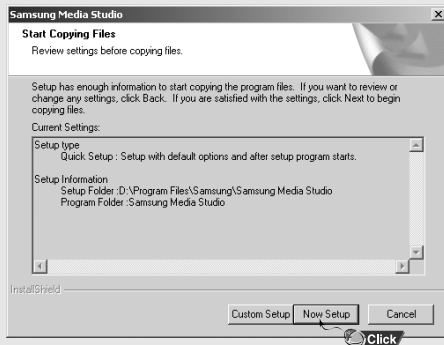 Samsung Media Studio
Start Copying Files
Review settings before copying files.
Setup has enough information to start copying the program files. If you want to review or
change any settings, click Back. If you are satisfied with the settings, click Next to begin
copying files.
Current Settings:
Setup type
Quick Setup : Setup with default options and after setup program starts.
Setup Information
Setup Folder :D:\Program Files\Samsung\Samsung Media Studio
Program Folder :Samsung Media Studio
InstallShield
Custom Setup Now Setup Cancel
Click